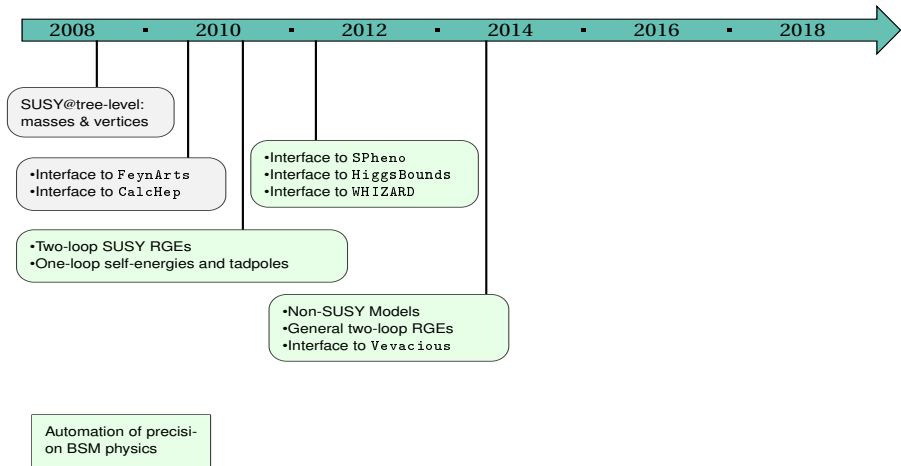 2008 2010 2012 2014 2016 2018
SUSY@tree-level:
masses & vertices
•Interface to FeynArts
•Interface to CalcHep
•Interface to SPheno
•Interface to HiggsBounds
•Interface to WHIZARD
•Two-loop SUSY RGEs
•One-loop self-energies and tadpoles
•Non-SUSY Models
•General two-loop RGEs
•Interface to Vevacious
Automation of precisi-
on BSM physics